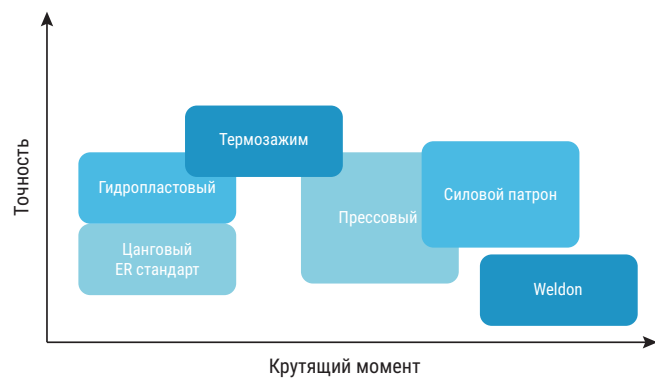 Точность
Термозажим
Гидропластовый
Силовой патрон
Прессовый
Цанговый
ER стандарт
Weldon
Крутящий момент